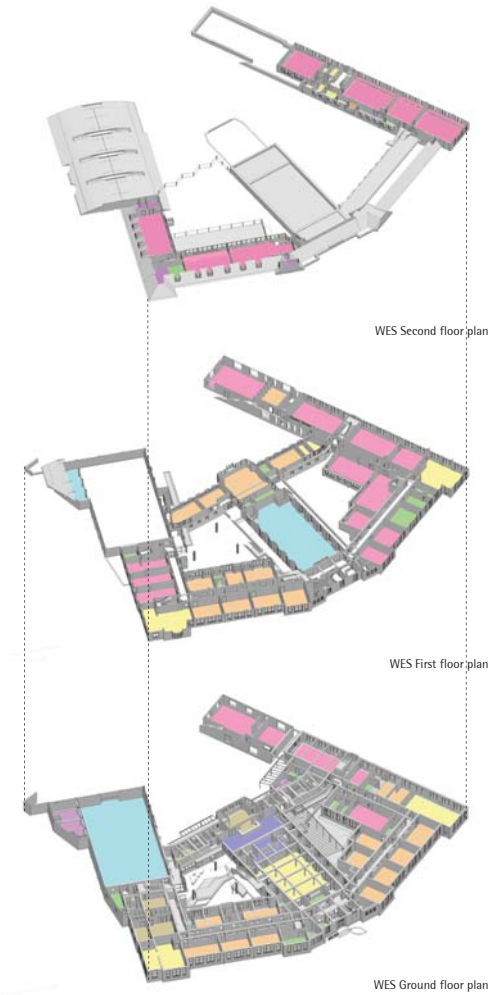 WES Second floor plan
WES First floor plan
WES Ground floor plan